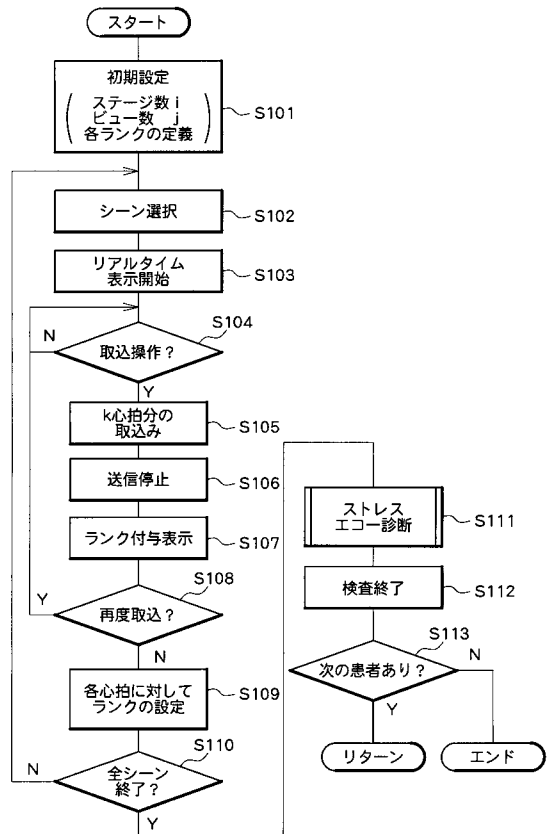 スタート
初期設定
ステージ数 i
ビュー数 j
各ランクの定義
S101
シーン選択
S102
リアルタイム
表示開始
S103
S104
N
取込操作？
Y
k心拍分の
取込み
S105
送信停止
S106
ランク付与表示
S107
S108
Y
再度取込？
N
各心拍に対して
ランクの設定
S109
S110
N
全シーン
終了？
Y
ストレス
エコー診断
S111
検査終了
S112
S113
次の患者あり？
N
Y
リターン
エンド